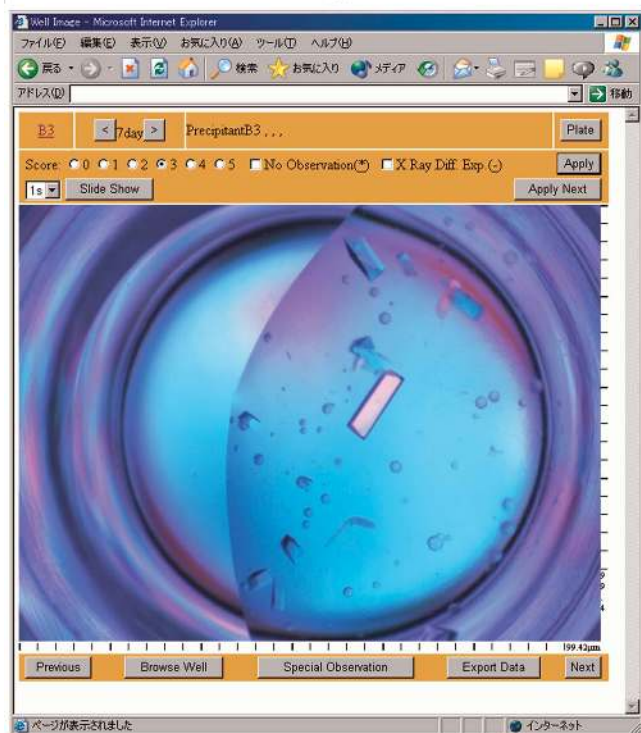 Well Image - Microsoft Internet Explorer
ファイル(F) 編集(E) 表示(V) お気に入り(A) ツール(T) ヘルプ(H)
戻る 検索 お気に入り メディア
アドレス(D) 移動
B3 < 7day > PrecipitantB3 , , , Plate
Score: 0 1 2 3 4 5 No Observation(*) X Ray Diff. Exp.(-) Apply
1s Slide Show Apply Next
199.42μm
Previous Browse Well Special Observation Export Data Next
ページが表示されました インターネット